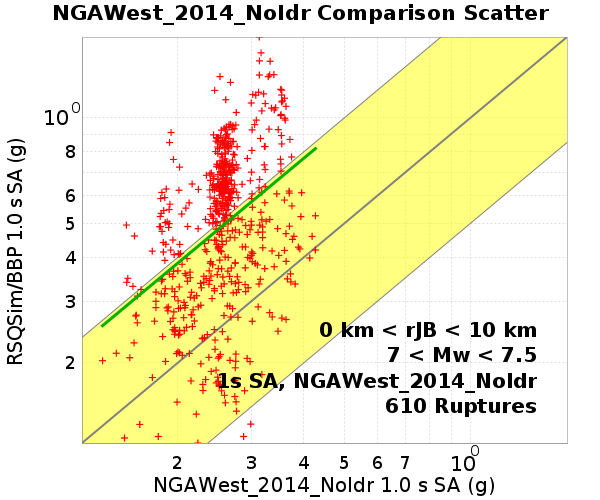 NGAWest_2014_NoIdr Comparison Scatter
RSQSim/BBP 1.0 s SA (g)
10^0
8
6
5
4
3
2
0 km < rJB < 10 km
7 < Mw < 7.5
1s SA, NGAWest_2014_NoIdr
610 Ruptures
2 3 4 5 6 7 10^0
NGAWest_2014_NoIdr 1.0 s SA (g)